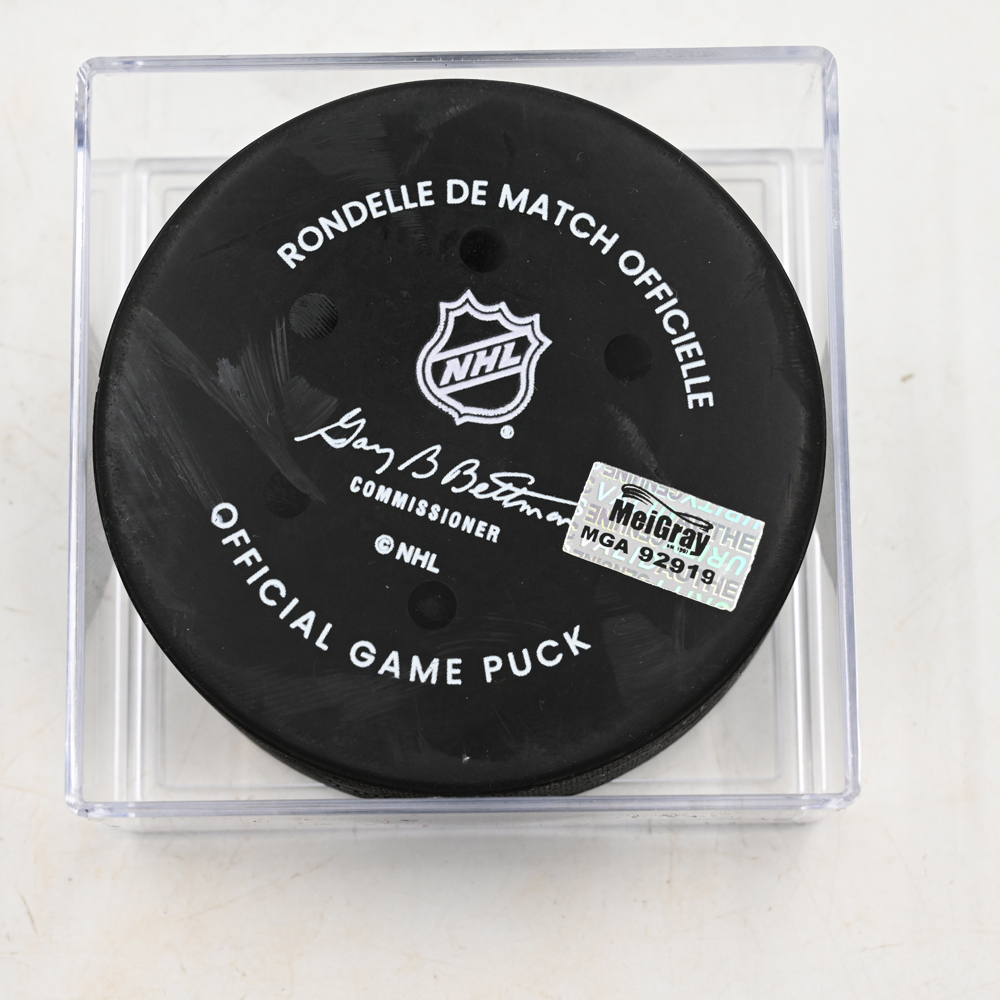 RONDELLE DE MATCH OFFICIELLE
NHL
Gary B Bettman
COMMISSIONER
©NHL
MeiGray
MGA 92919
OFFICIAL GAME PUCK